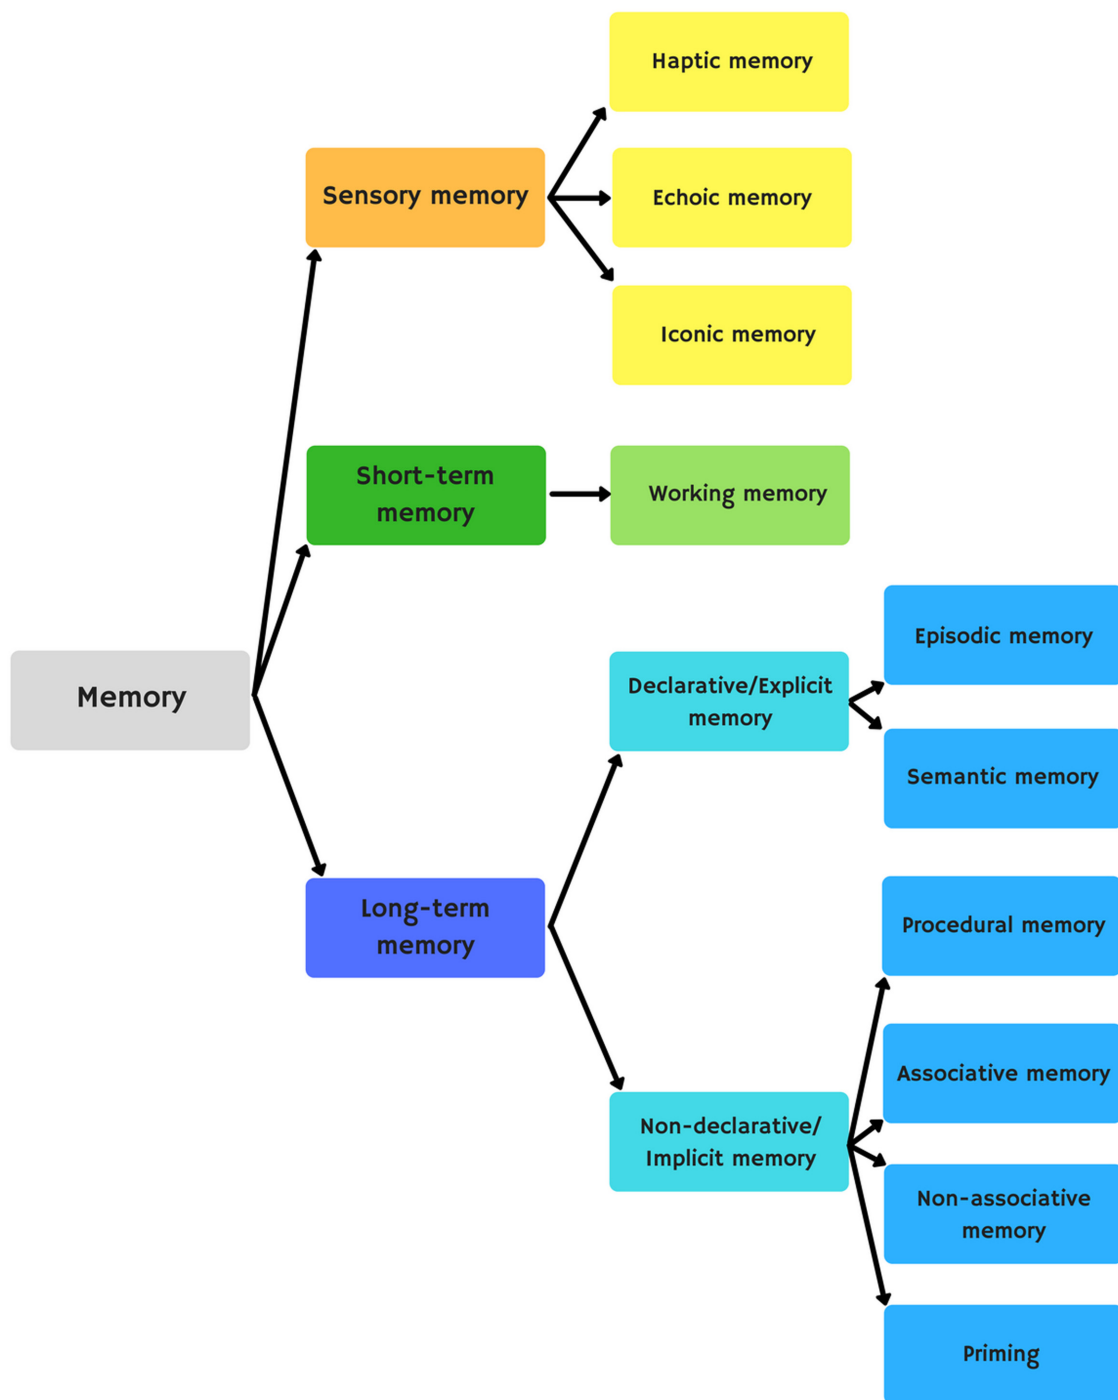 Haptic memory
Sensory memory
Echoic memory
Iconic memory
Short-term
memory
Working memory
Memory
Declarative/Explicit
memory
Episodic memory
Semantic memory
Long-term
memory
Procedural memory
Associative memory
Non-declarative/
Implicit memory
Non-associative
memory
Priming